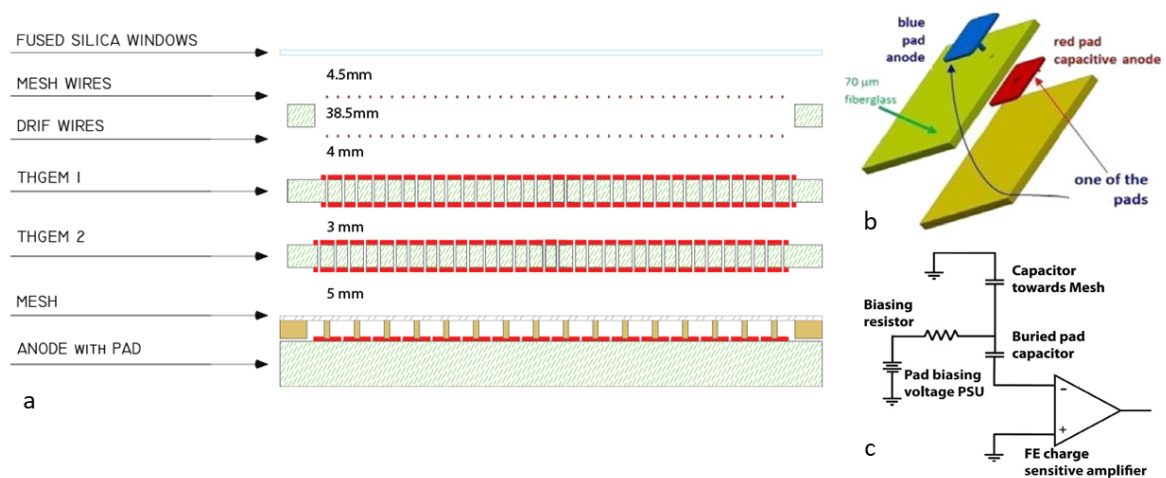 FUSED SILICA WINDOWS
4.5mm
MESH WIRES
38.5mm
DRIF WIRES
4 mm
THGEM 1
3 mm
THGEM 2
5 mm
MESH
ANODE WITH PAD
a
blue
pad
anode
red pad
capacitive anode
70 µm
fiberglass
one of the
pads
b
Capacitor
towards Mesh
Biasing
resistor
Buried pad
capacitor
Pad biasing
voltage PSU
-
+
FE charge
sensitive amplifier
c